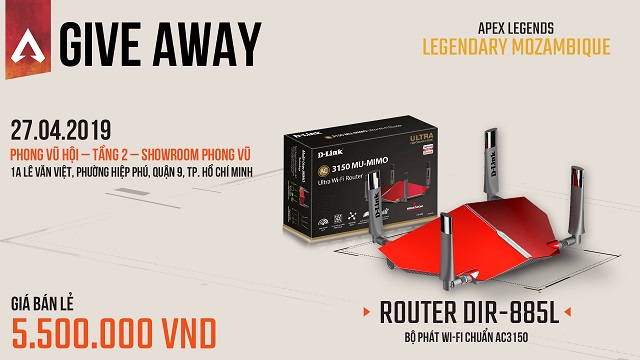 GIVE AWAY
APEX LEGENDS
LEGENDARY MOZAMBIQUE
27.04.2019
PHONG VŨ HỘI – TẦNG 2 – SHOWROOM PHONG VŨ
1A LÊ VĂN VIỆT, PHƯỜNG HIỆP PHÚ, QUẬN 9, TP. HỒ CHÍ MINH
ULTRA
D-Link
AC 3150 MU-MIMO
Ultra Wi-Fi Router
D-Link
GIÁ BÁN LẺ
5.500.000 VND
ROUTER DIR-885L
BỘ PHÁT WI-FI CHUẨN AC3150